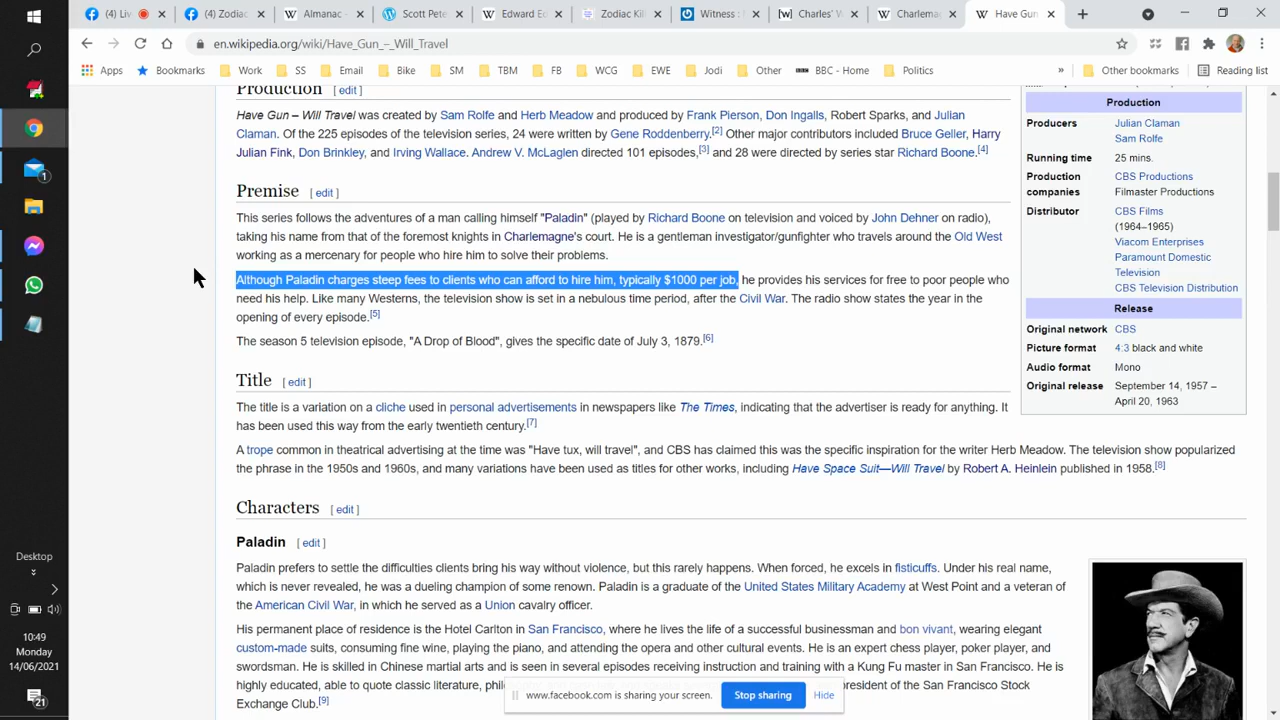 (4) Liv
(4) Zodiac
Almanac -
Scott Pete
Edward Ec
Zodiac Kil
Witness :
Charles' W
Charlema
Have Gun
en.wikipedia.org/wiki/Have_Gun_–_Will_Travel
Apps
Bookmarks
Work
SS
Email
Bike
SM
TBM
FB
WCG
EWE
Jodi
Other
BBC - Home
Politics
»
Other bookmarks
Reading list
Production [ edit ]
Have Gun – Will Travel was created by Sam Rolfe and Herb Meadow and produced by Frank Pierson, Don Ingalls, Robert Sparks, and Julian
Claman. Of the 225 episodes of the television series, 24 were written by Gene Roddenberry.[2] Other major contributors included Bruce Geller, Harry
Julian Fink, Don Brinkley, and Irving Wallace. Andrew V. McLaglen directed 101 episodes,[3] and 28 were directed by series star Richard Boone.[4]
Premise [ edit ]
This series follows the adventures of a man calling himself "Paladin" (played by Richard Boone on television and voiced by John Dehner on radio),
taking his name from that of the foremost knights in Charlemagne's court. He is a gentleman investigator/gunfighter who travels around the Old West
working as a mercenary for people who hire him to solve their problems.
Although Paladin charges steep fees to clients who can afford to hire him, typically $1000 per job, he provides his services for free to poor people who
need his help. Like many Westerns, the television show is set in a nebulous time period, after the Civil War. The radio show states the year in the
opening of every episode.[5]
The season 5 television episode, "A Drop of Blood", gives the specific date of July 3, 1879.[6]
Title [ edit ]
The title is a variation on a cliche used in personal advertisements in newspapers like The Times, indicating that the advertiser is ready for anything. It
has been used this way from the early twentieth century.[7]
A trope common in theatrical advertising at the time was "Have tux, will travel", and CBS has claimed this was the specific inspiration for the writer Herb Meadow. The television show popularized
the phrase in the 1950s and 1960s, and many variations have been used as titles for other works, including Have Space Suit—Will Travel by Robert A. Heinlein published in 1958.[8]
Characters [ edit ]
Paladin [ edit ]
Paladin prefers to settle the difficulties clients bring his way without violence, but this rarely happens. When forced, he excels in fisticuffs. Under his real name,
which is never revealed, he was a dueling champion of some renown. Paladin is a graduate of the United States Military Academy at West Point and a veteran of
the American Civil War, in which he served as a Union cavalry officer.
His permanent place of residence is the Hotel Carlton in San Francisco, where he lives the life of a successful businessman and bon vivant, wearing elegant
custom-made suits, consuming fine wine, playing the piano, and attending the opera and other cultural events. He is an expert chess player, poker player, and
swordsman. He is skilled in Chinese martial arts and is seen in several episodes receiving instruction and training with a Kung Fu master in San Francisco. He is
highly educated, able to quote classic literature, resident of the San Francisco Stock
Exchange Club.[9]
Production
Producers Julian Claman
Sam Rolfe
Running time 25 mins.
Production CBS Productions
companies Filmaster Productions
Distributor CBS Films
(1964–1965)
Viacom Enterprises
Paramount Domestic
Television
CBS Television Distribution
Release
Original network CBS
Picture format 4:3 black and white
Audio format Mono
Original release September 14, 1957 –
April 20, 1963
www.facebook.com is sharing your screen.
Stop sharing
Hide
1
Desktop
10:49
Monday
14/06/2021
21